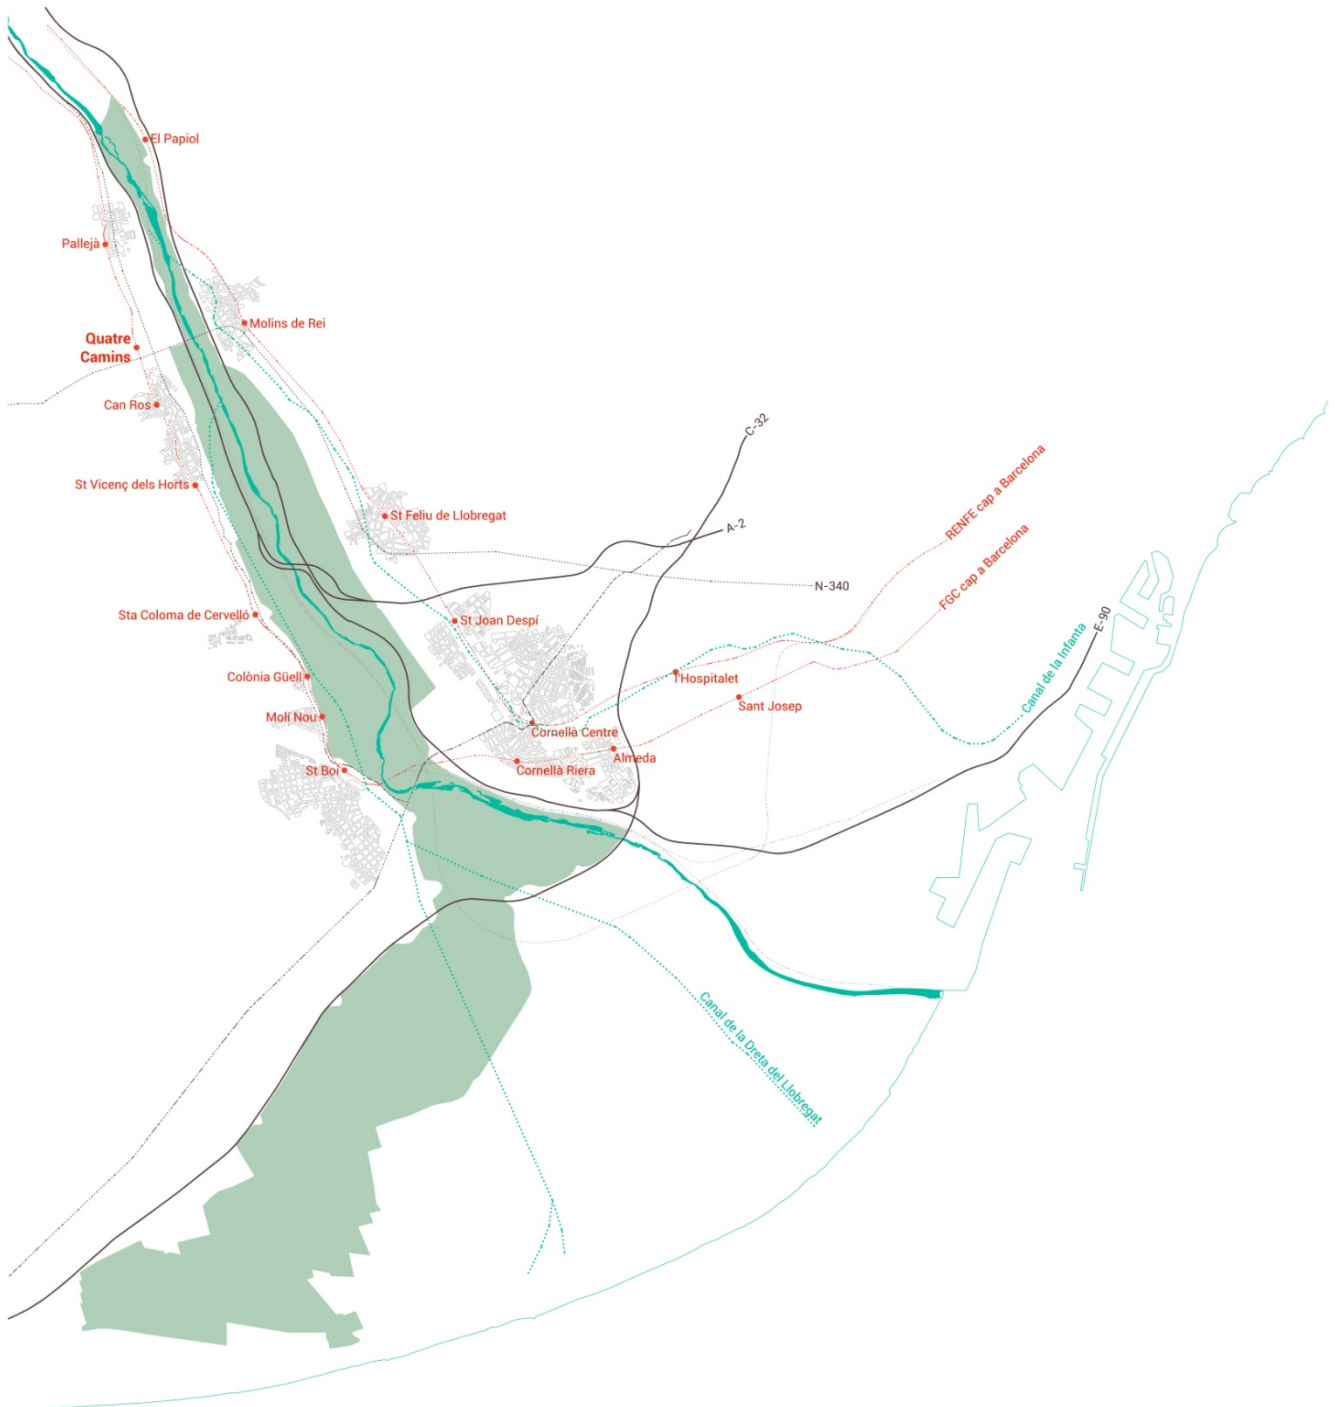 El Papiol
Pallejà
Molins de Rei
Quatre
Camins
Can Ros
C-32
St Vicenç dels Horts
RENFE cap a Barcelona
St Feliu de Llobregat
A-2
FGC cap a Barcelona
N-340
Sta Coloma de Cervelló
St Joan Despí
E-90
Canal de la Infanta
Colònia Güell
l'Hospitalet
Sant Josep
Molí Nou
Cornellà Centre
Almeda
St Boi
Cornellà Riera
Canal de la Dreta del Llobregat